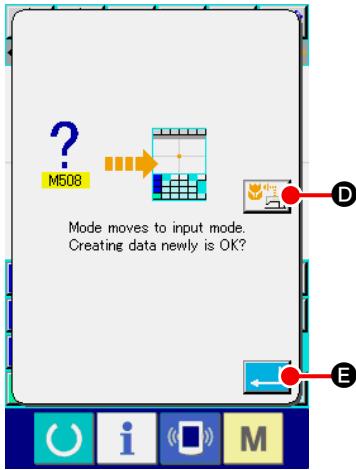 ?
M508
D
Mode moves to input mode.
Creating data newly is OK?
E
i
M